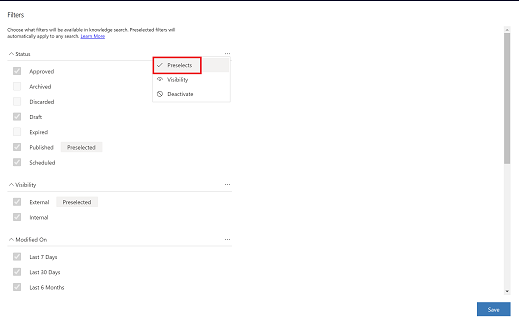 Filters
Choose what filters will be available in knowledge search. Preselected filters will
automatically apply to any search. Learn More
Status
Preselects
Approved
Visibility
Archived
Deactivate
Discarded
Draft
Expired
Published Preselected
Scheduled
Visibility
External Preselected
Internal
Modified On
Last 7 Days
Last 30 Days
Last 6 Months
Save